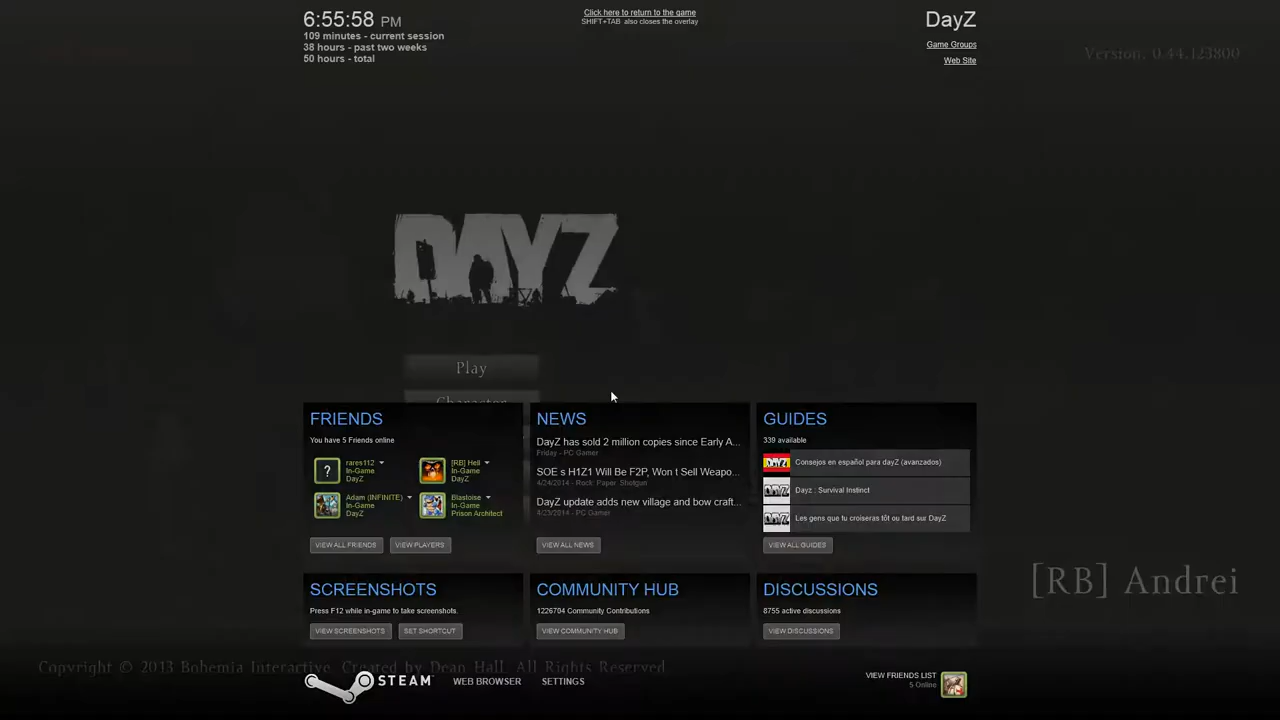 6:55:58 PM
109 minutes - current session
38 hours - past two weeks
50 hours - total
Click here to return to the game
SHIFT+TAB also closes the overlay
DayZ
Game Groups
Web Site
Version. 0.44.123800
DAYZ
Play
Character
FRIENDS
You have 5 Friends online
rares112
In-Game
DayZ
[RB] Hell
In-Game
DayZ
Adam (INFINITE)
In-Game
DayZ
Blastoise
In-Game
Prison Architect
VIEW ALL FRIENDS
VIEW PLAYERS
NEWS
DayZ has sold 2 million copies since Early A...
Friday - PC Gamer
SOE s H1Z1 Will Be F2P, Won t Sell Weapo...
4/24/2014 - Rock, Paper, Shotgun
DayZ update adds new village and bow craft...
4/23/2014 - PC Gamer
VIEW ALL NEWS
GUIDES
339 available
Consejos en español para dayZ (avanzados)
Dayz : Survival Instinct
Les gens que tu croiseras tôt ou tard sur DayZ
VIEW ALL GUIDES
[RB] Andrei
SCREENSHOTS
Press F12 while in-game to take screenshots.
VIEW SCREENSHOTS
SET SHORTCUT
COMMUNITY HUB
1226704 Community Contributions
VIEW COMMUNITY HUB
DISCUSSIONS
8755 active discussions
VIEW DISCUSSIONS
Copyright © 2013 Bohemia Interactive. Created by Dean Hall. All Rights Reserved
STEAM
WEB BROWSER
SETTINGS
VIEW FRIENDS LIST
5 Online